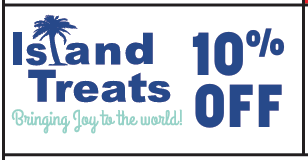 Island
Treats
Bringing Joy to the world!
10%
OFF